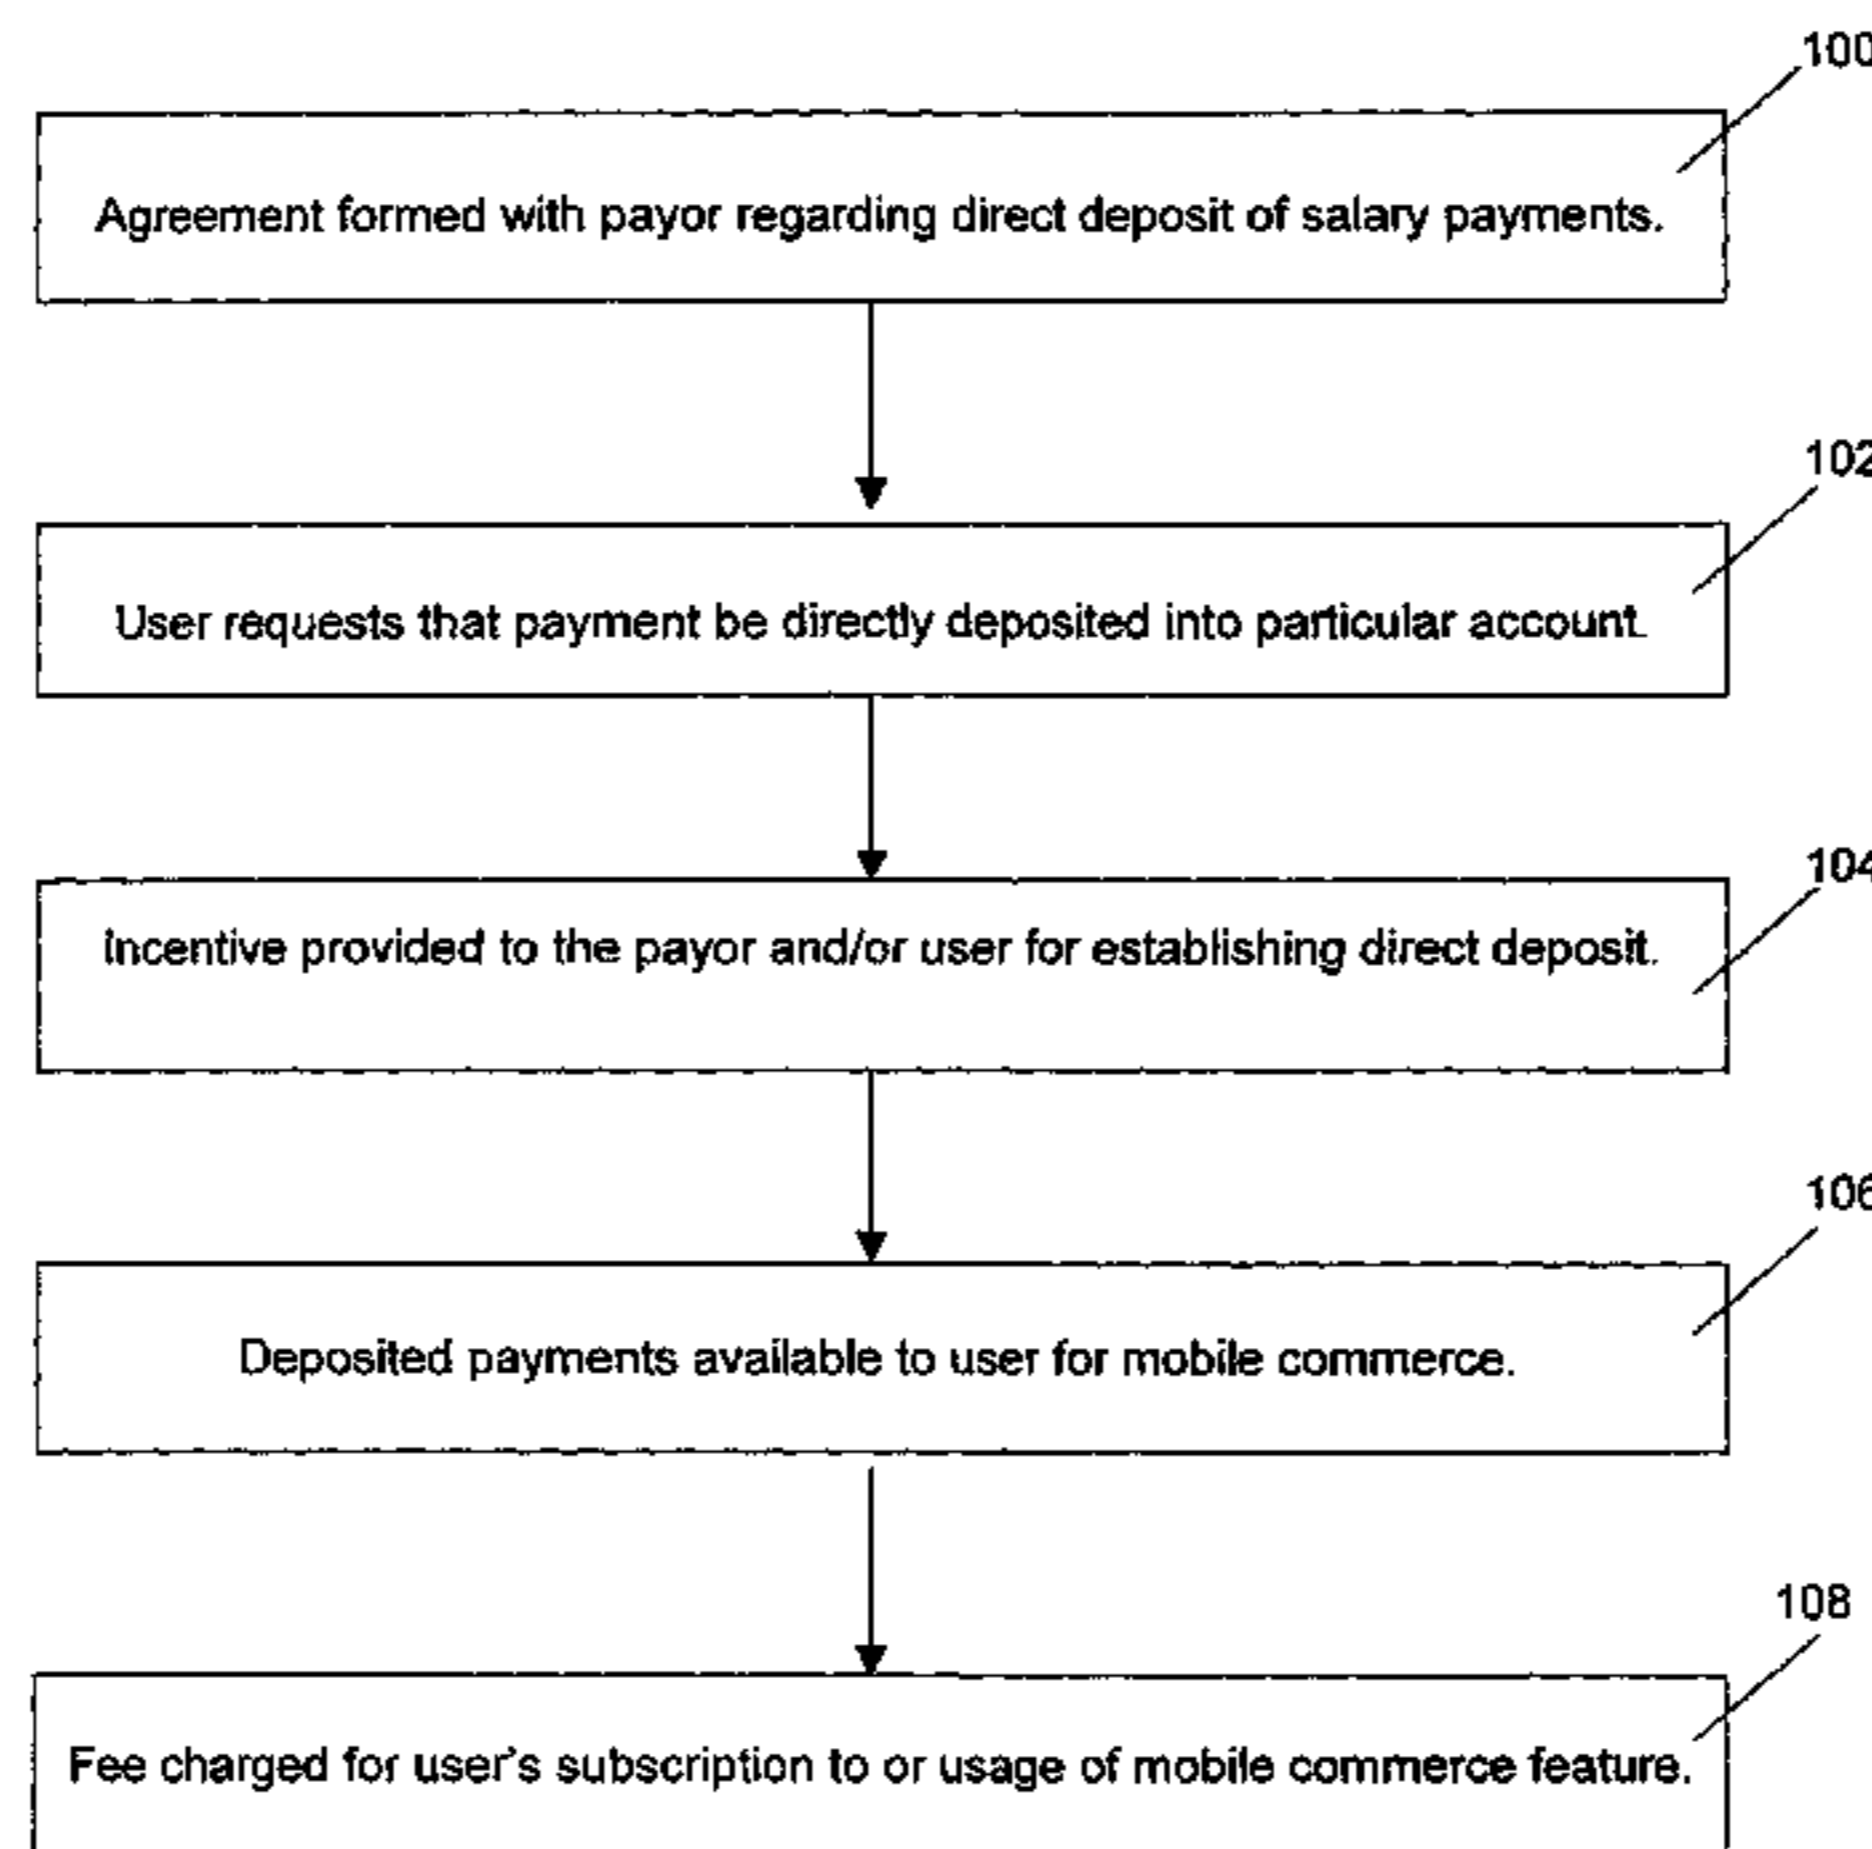 100
Agreement formed with payor regarding direct deposit of salary payments.
102
User requests that payment be directly deposited into particular account.
104
Incentive provided to the payor and/or user for establishing direct deposit.
106
Deposited payments available to user for mobile commerce.
108
Fee charged for user's subscription to or usage of mobile commerce feature.